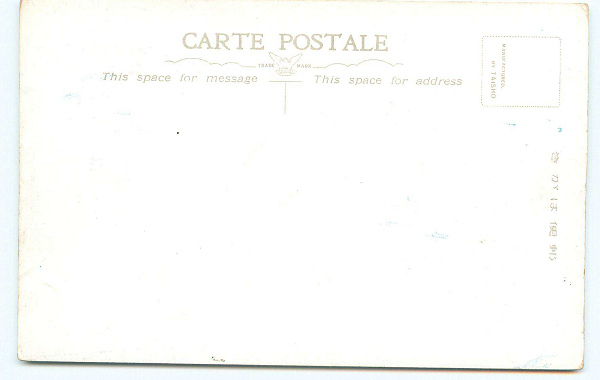 CARTE POSTALE
TRADE MARK
This space for message
This space for address
MANUFACTURED
BY TAISHO
きかは便郵